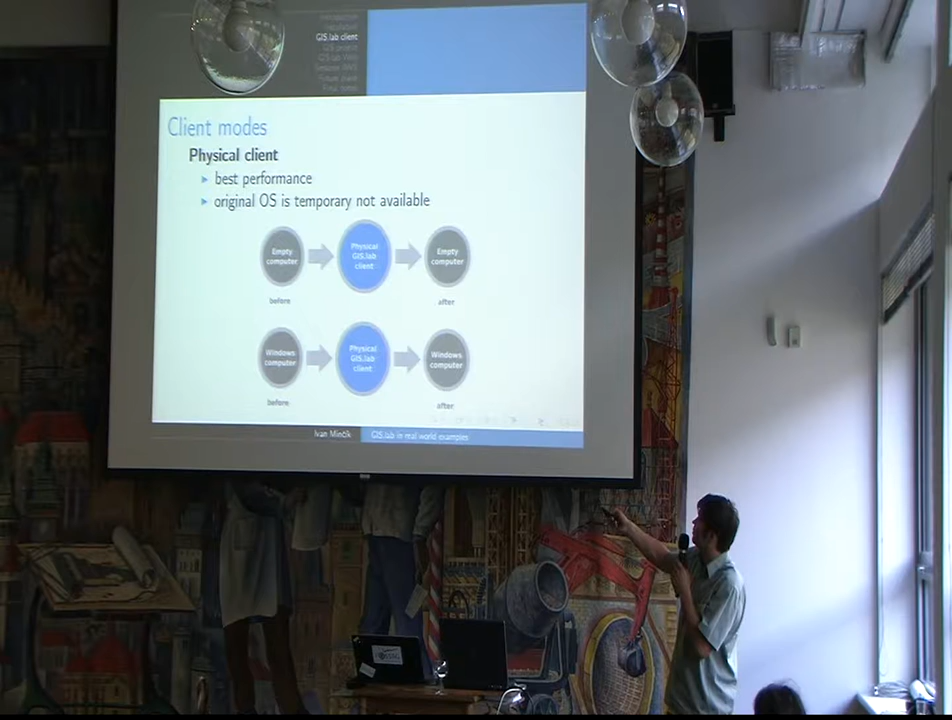 GIS.lab client
Client modes
Physical client
best performance
original OS is temporary not available
Empty computer
Physical GIS.lab client
Empty computer
before
after
Windows computer
Physical GIS.lab client
Windows computer
before
after
Ivan Minčík
GIS.lab in real world examples